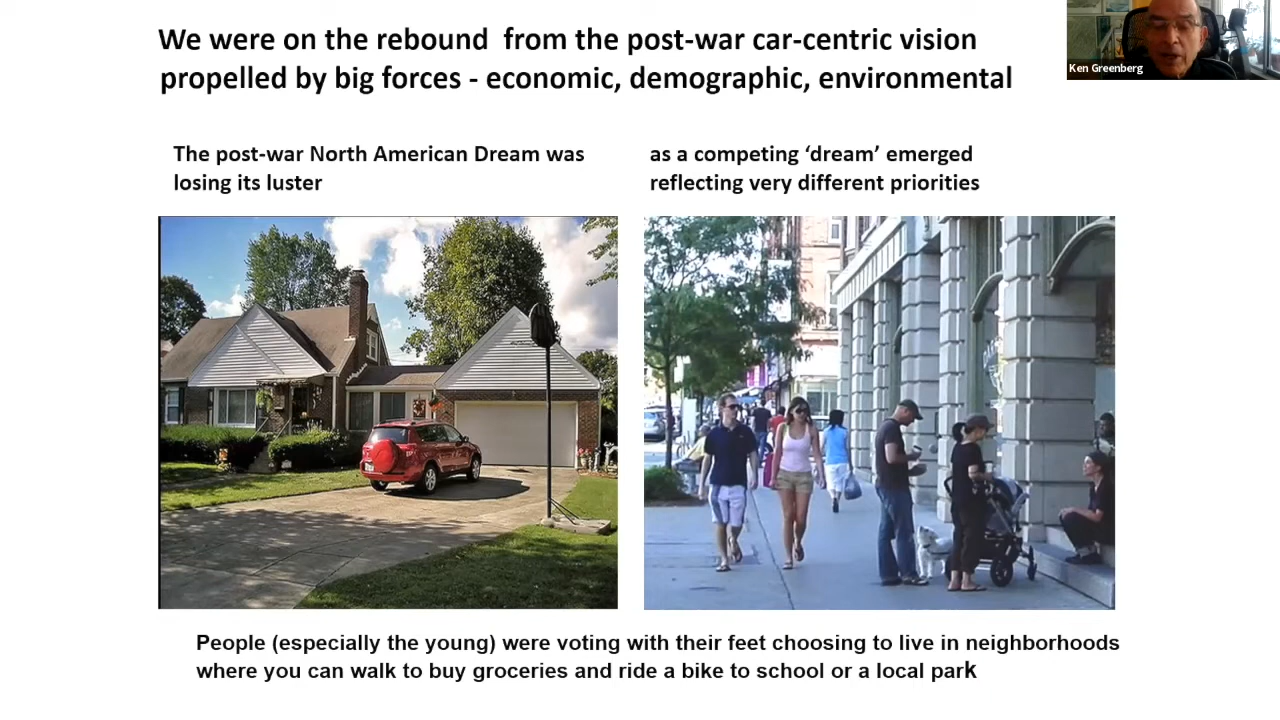 We were on the rebound from the post-war car-centric vision
propelled by big forces - economic, demographic, environmental
Ken Greenberg
The post-war North American Dream was
losing its luster
as a competing ‘dream’ emerged
reflecting very different priorities
People (especially the young) were voting with their feet choosing to live in neighborhoods
where you can walk to buy groceries and ride a bike to school or a local park